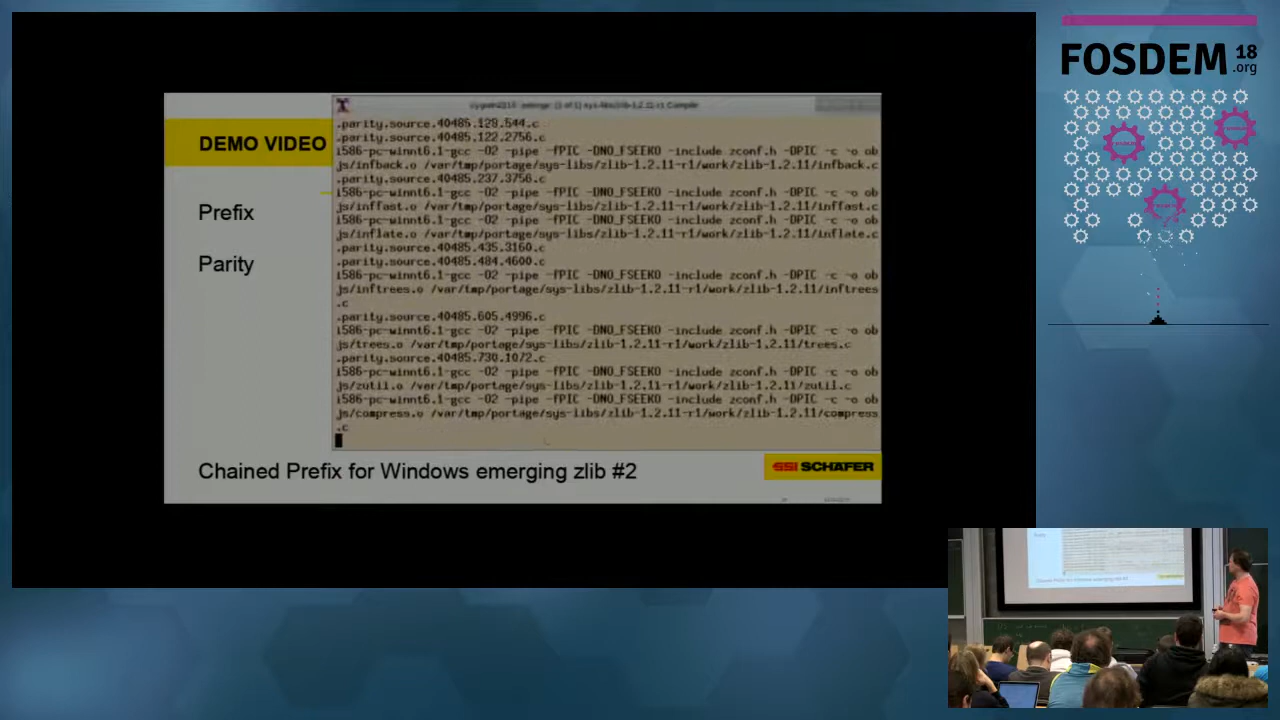 DEMO VIDEO
Prefix
Parity
.parity.source.40485.128.544.c
.parity.source.40485.122.2756.c
i586-pc-winnt6.1-gcc -O2 -pipe -fPIC -DNO_FSEEKO -include zconf.h -DPIC -c -o ob
js/infback.o /var/tmp/portage/sys-libs/zlib-1.2.11-r1/work/zlib-1.2.11/infback.c
.parity.source.40485.237.3756.c
i586-pc-winnt6.1-gcc -O2 -pipe -fPIC -DNO_FSEEKO -include zconf.h -DPIC -c -o ob
js/inffast.o /var/tmp/portage/sys-libs/zlib-1.2.11-r1/work/zlib-1.2.11/inffast.c
i586-pc-winnt6.1-gcc -O2 -pipe -fPIC -DNO_FSEEKO -include zconf.h -DPIC -c -o ob
js/inflate.o /var/tmp/portage/sys-libs/zlib-1.2.11-r1/work/zlib-1.2.11/inflate.c
.parity.source.40485.435.3160.c
.parity.source.40485.484.4600.c
i586-pc-winnt6.1-gcc -O2 -pipe -fPIC -DNO_FSEEKO -include zconf.h -DPIC -c -o ob
js/inftrees.o /var/tmp/portage/sys-libs/zlib-1.2.11-r1/work/zlib-1.2.11/inftrees
.c
.parity.source.40485.605.4996.c
i586-pc-winnt6.1-gcc -O2 -pipe -fPIC -DNO_FSEEKO -include zconf.h -DPIC -c -o ob
js/trees.o /var/tmp/portage/sys-libs/zlib-1.2.11-r1/work/zlib-1.2.11/trees.c
.parity.source.40485.730.1072.c
i586-pc-winnt6.1-gcc -O2 -pipe -fPIC -DNO_FSEEKO -include zconf.h -DPIC -c -o ob
js/zutil.o /var/tmp/portage/sys-libs/zlib-1.2.11-r1/work/zlib-1.2.11/zutil.c
i586-pc-winnt6.1-gcc -O2 -pipe -fPIC -DNO_FSEEKO -include zconf.h -DPIC -c -o ob
js/compress.o /var/tmp/portage/sys-libs/zlib-1.2.11-r1/work/zlib-1.2.11/compress
.c
Chained Prefix for Windows emerging zlib #2
SSI SCHÄFER
FOSDEM 18
.org